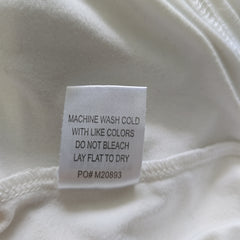 MACHINE WASH COLD
WITH LIKE COLORS
DO NOT BLEACH
LAY FLAT TO DRY
PO# M20893